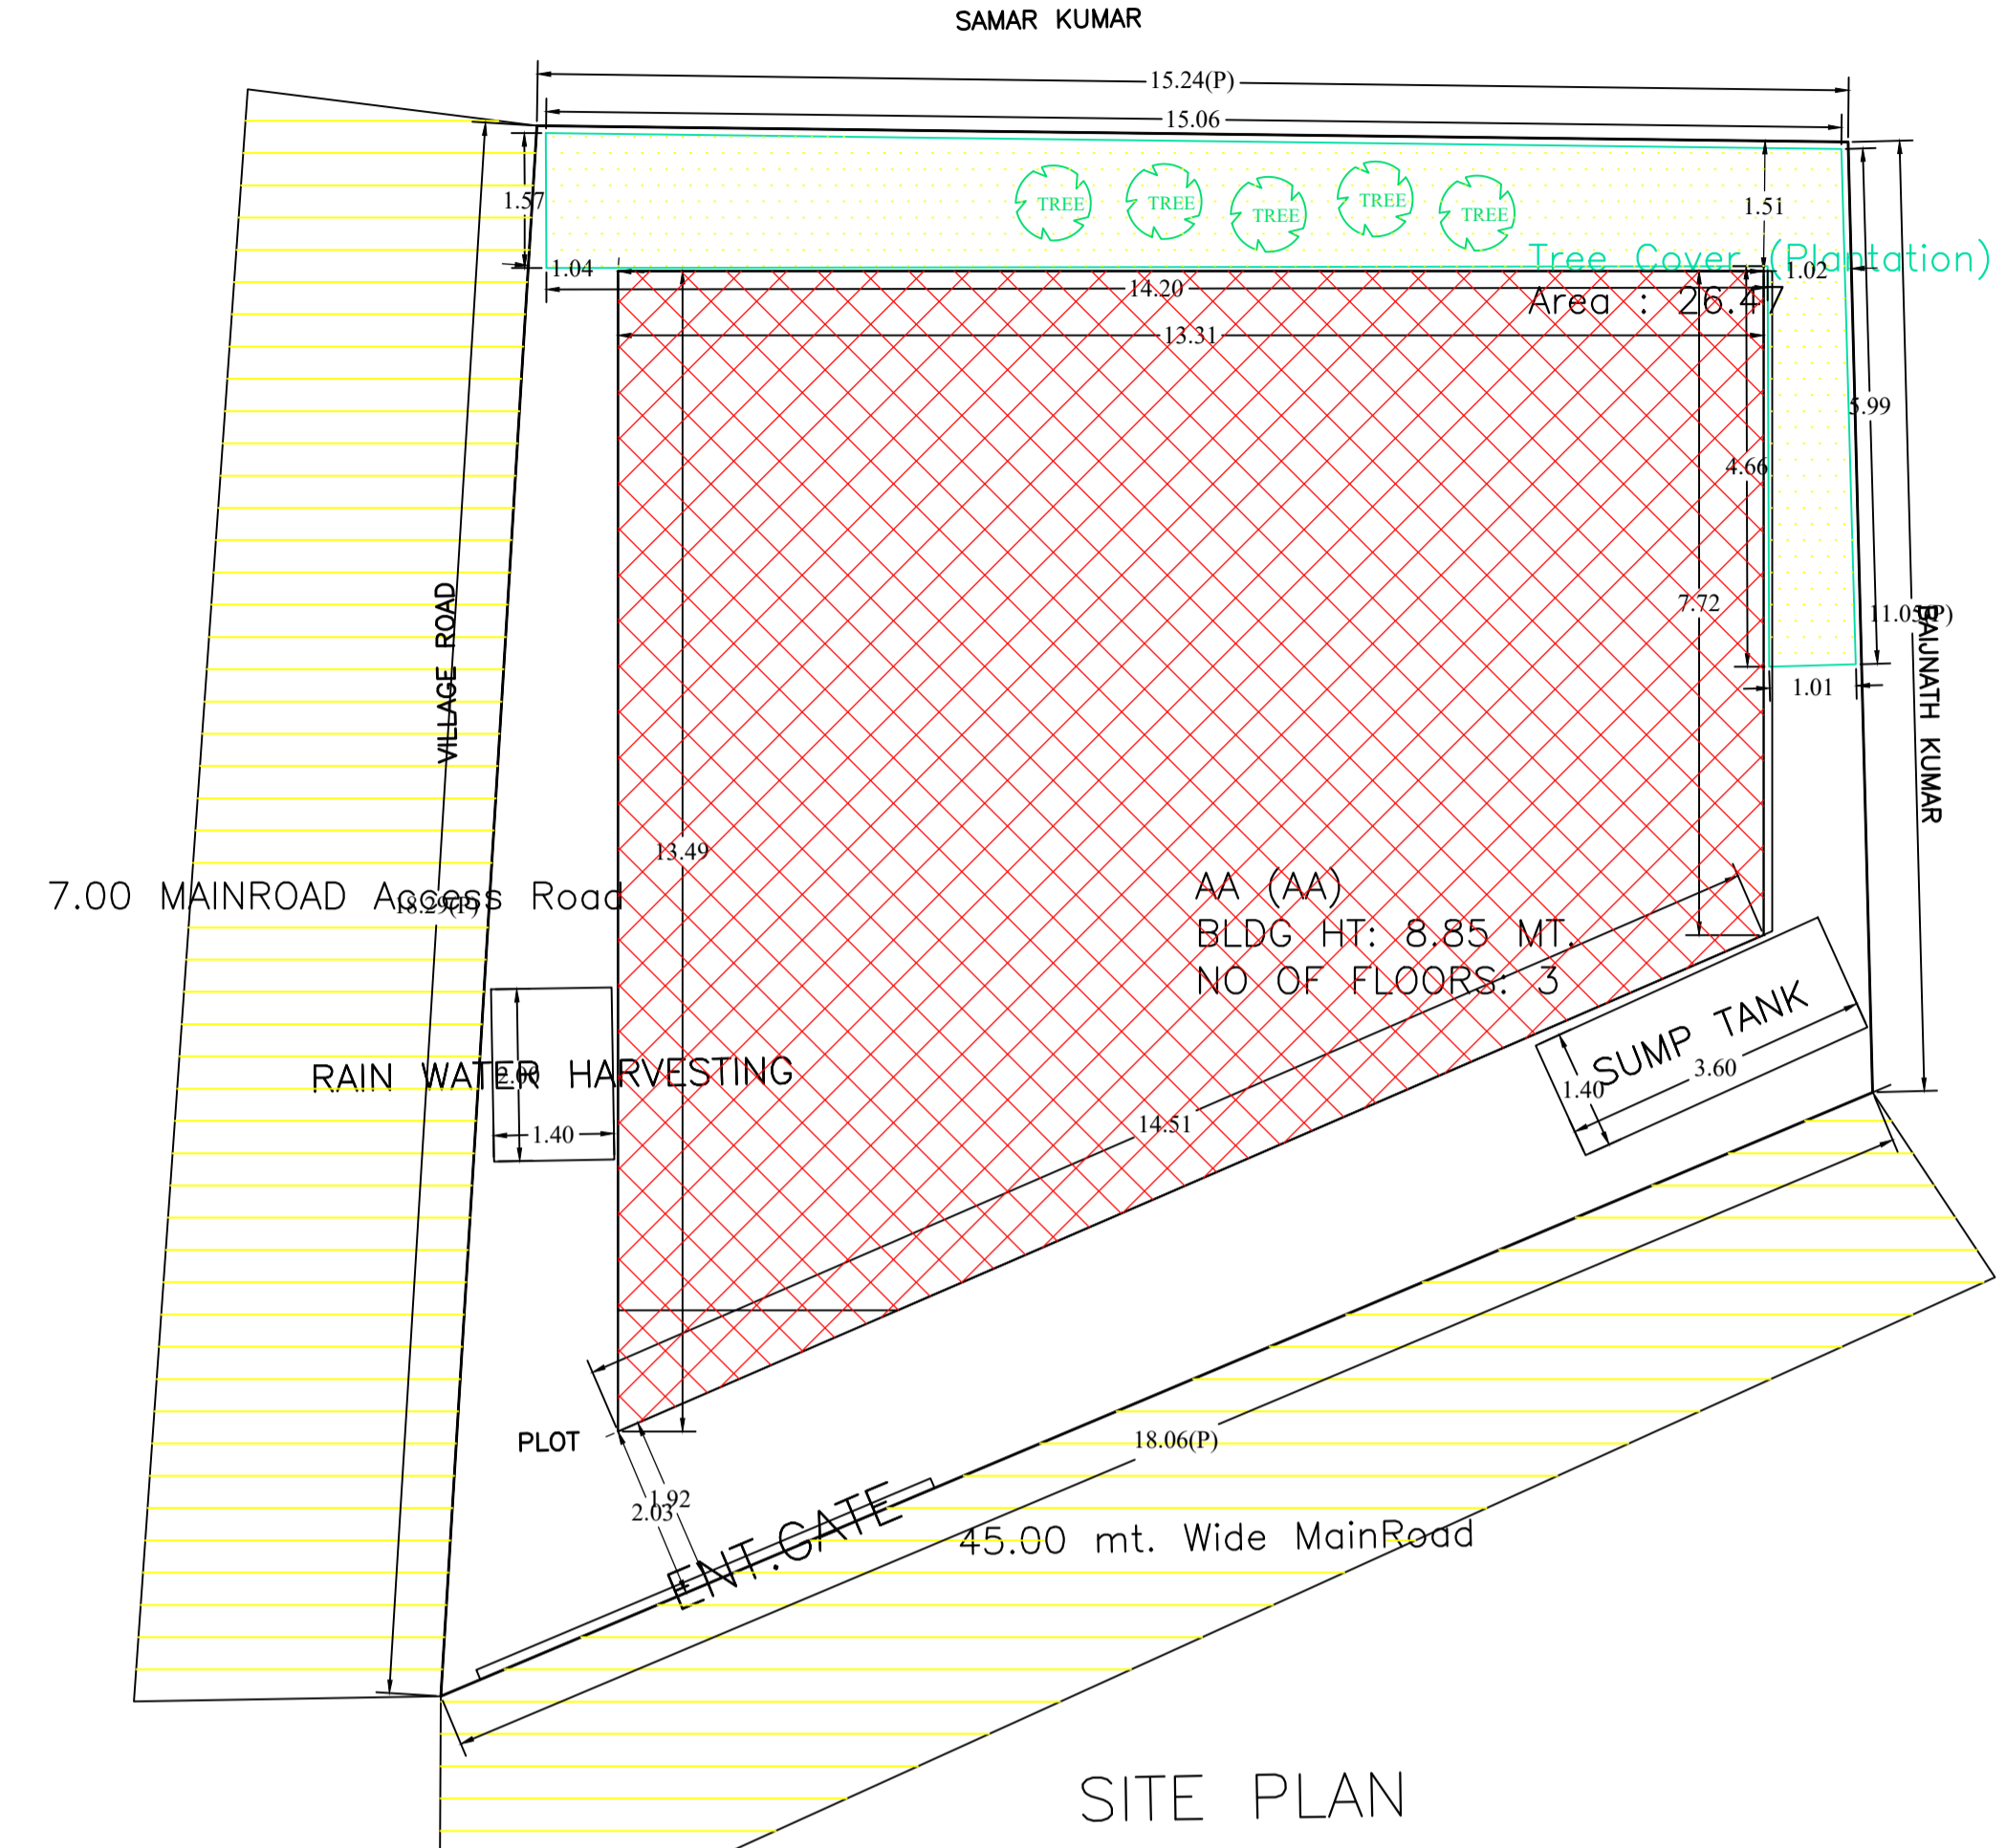 SAMAR KUMAR
15.24(P)
15.06
1.57
TREE
TREE
TREE
TREE
TREE
1.51
Tree Cover (Plantation)
1.04
1.02
14.20
Area : 26.47
13.31
5.99
4.66
7.72
11.05(P)
BAJNATH KUMAR
VILLAGE ROAD
1.01
13.49
7.00 MAINROAD Access Road
18.29(P)
AA (AA)
BLDG HT: 8.85 MT.
NO OF FLOORS: 3
SUMP TANK
3.60
1.40
RAIN WATER HARVESTING
2.00
1.40
14.51
PLOT
18.06(P)
1.92
2.03
ENT.GATE
45.00 mt. Wide MainRoad
SITE PLAN